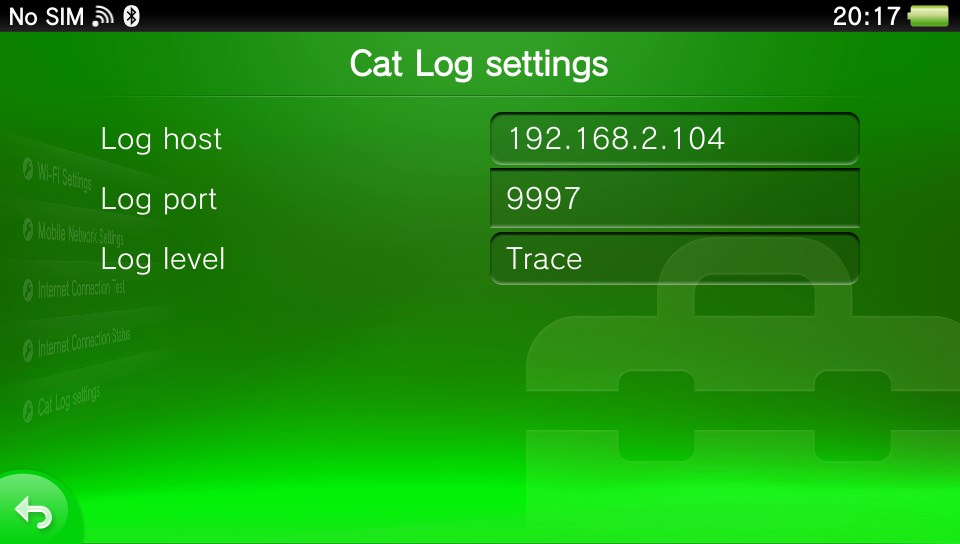 No SIM 20:17
Cat Log settings
Log host 192.168.2.104
Log port 9997
Log level Trace
Wi-Fi Settings
Mobile Network Settings
Internet Connection Test
Internet Connection Status
Cat Log settings